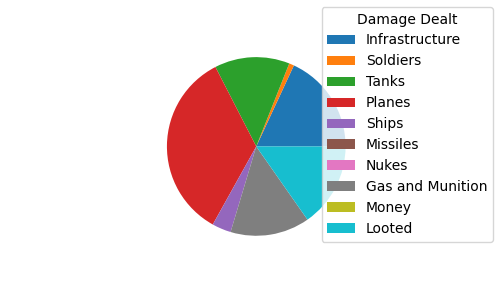 Damage Dealt
Infrastructure
Soldiers
Tanks
Planes
Ships
Missiles
Nukes
Gas and Munition
Money
Looted